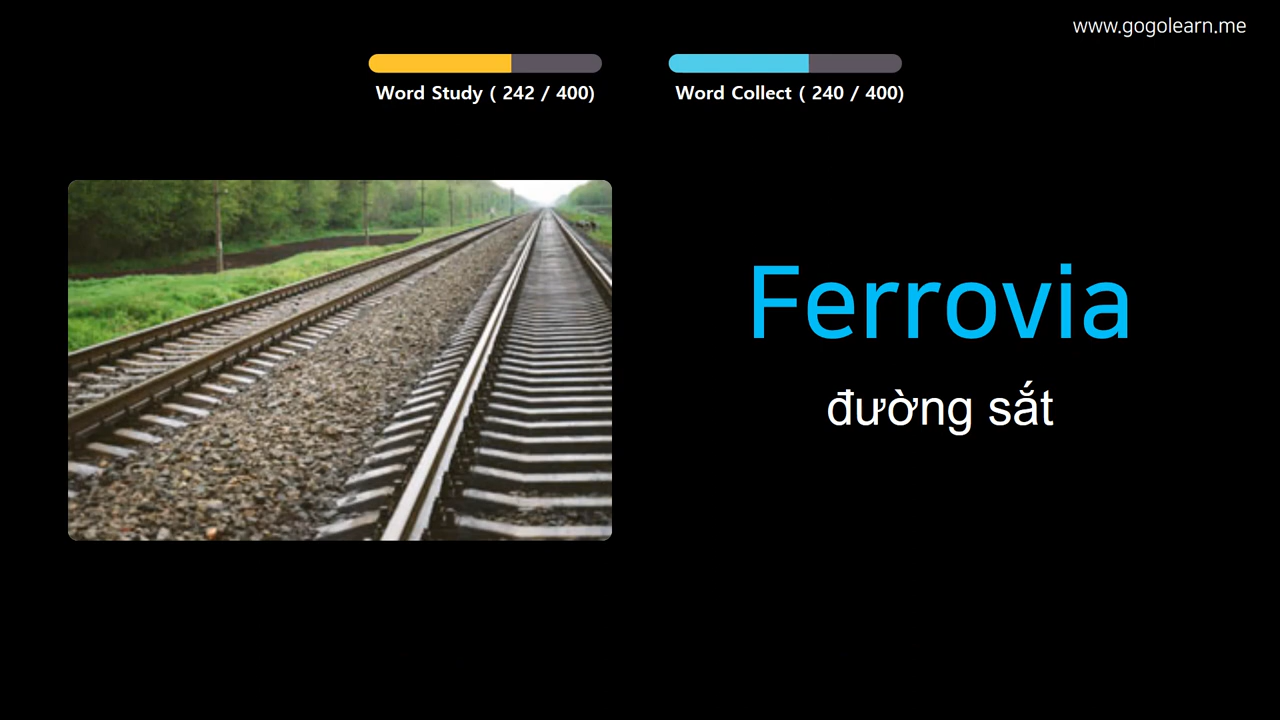 www.gogolearn.me
Word Study ( 242 / 400)
Word Collect ( 240 / 400)
Ferrovia
đường sắt